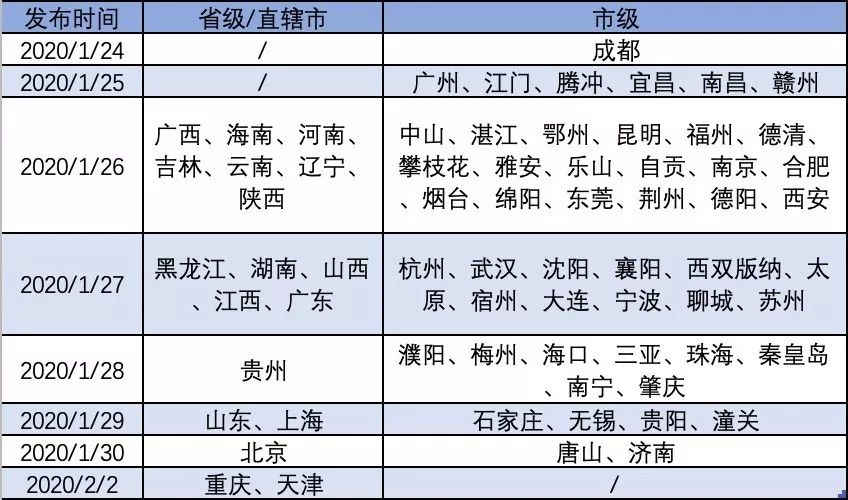 发布时间 省级/直辖市 市级
2020/1/24 / 成都
2020/1/25 / 广州、江门、腾冲、宜昌、南昌、赣州
广西、海南、河南、 中山、湛江、鄂州、昆明、福州、德清、
2020/1/26 吉林、云南、辽宁、 攀枝花、雅安、乐山、自贡、南京、合肥
陕西 、烟台、绵阳、东莞、荆州、德阳、西安
黑龙江、湖南、山西 杭州、武汉、沈阳、襄阳、西双版纳、太
2020/1/27 、江西、广东 原、宿州、大连、宁波、聊城、苏州
2020/1/28 贵州 濮阳、梅州、海口、三亚、珠海、秦皇岛
、南宁、肇庆
2020/1/29 山东、上海 石家庄、无锡、贵阳、潼关
2020/1/30 北京 唐山、济南
2020/2/2 重庆、天津 /